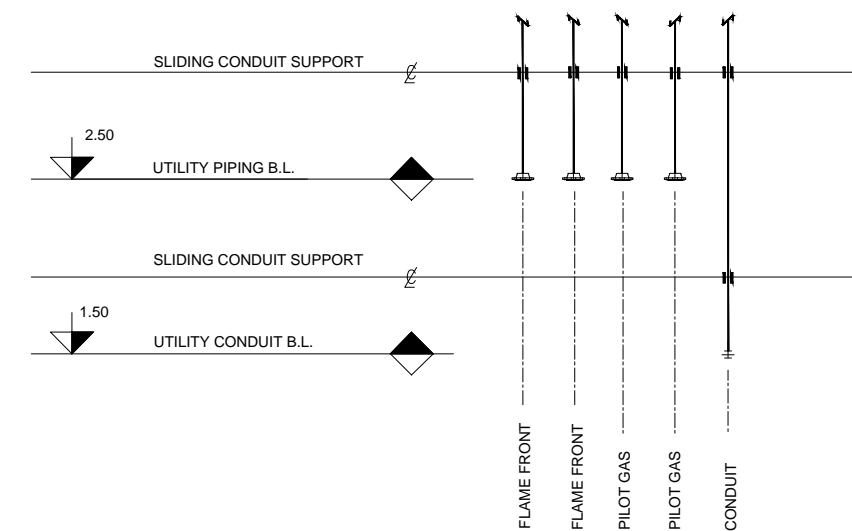 SLIDING CONDUIT SUPPORT
2.50
UTILITY PIPING B.L.
SLIDING CONDUIT SUPPORT
1.50
UTILITY CONDUIT B.L.
FLAME FRONT
FLAME FRONT
PILOT GAS
PILOT GAS
CONDUIT